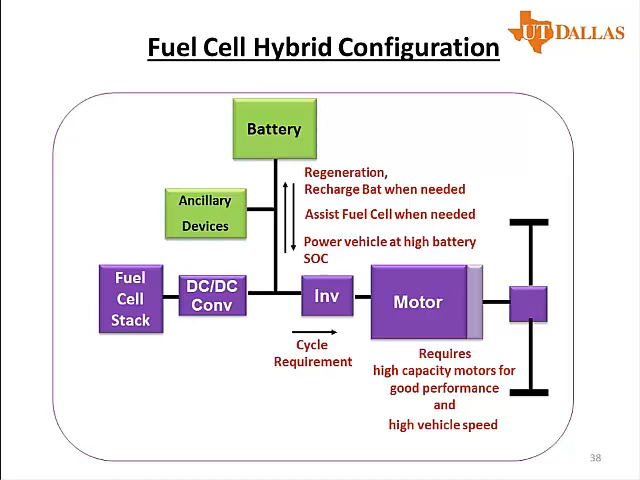 Fuel Cell Hybrid Configuration
UT DALLAS
Battery
Regeneration,
Recharge Bat when needed
Ancillary
Devices
Assist Fuel Cell when needed
Power vehicle at high battery
SOC
Fuel
Cell
Stack
DC/DC
Conv
Inv
Motor
Cycle
Requirement
Requires
high capacity motors for
good performance
and
high vehicle speed
38